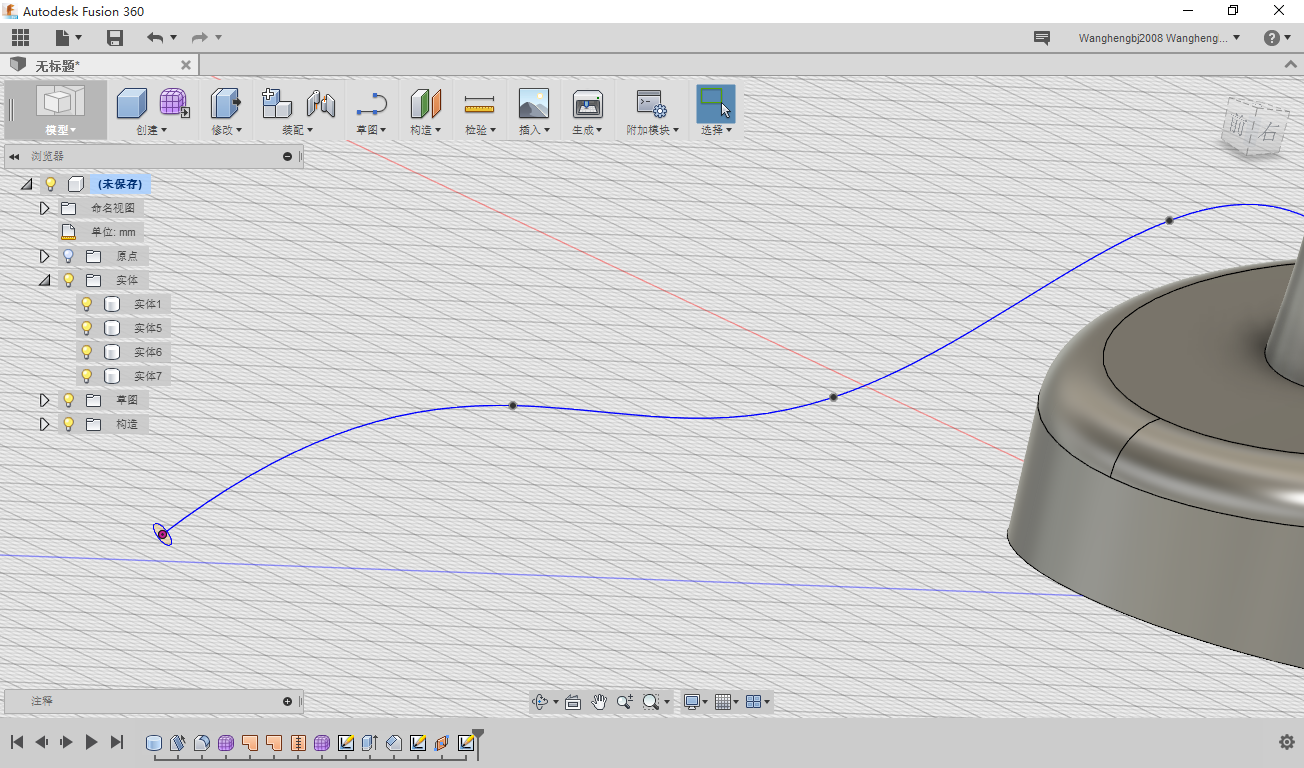 Autodesk Fusion 360
Wanghengbj2008 Wangheng...
无标题*
模型
创建
修改
装配
草图
构造
检验
插入
生成
附加模块
选择
前
右
浏览器
(未保存)
命名视图
单位: mm
原点
实体
实体1
实体5
实体6
实体7
草图
构造
注释